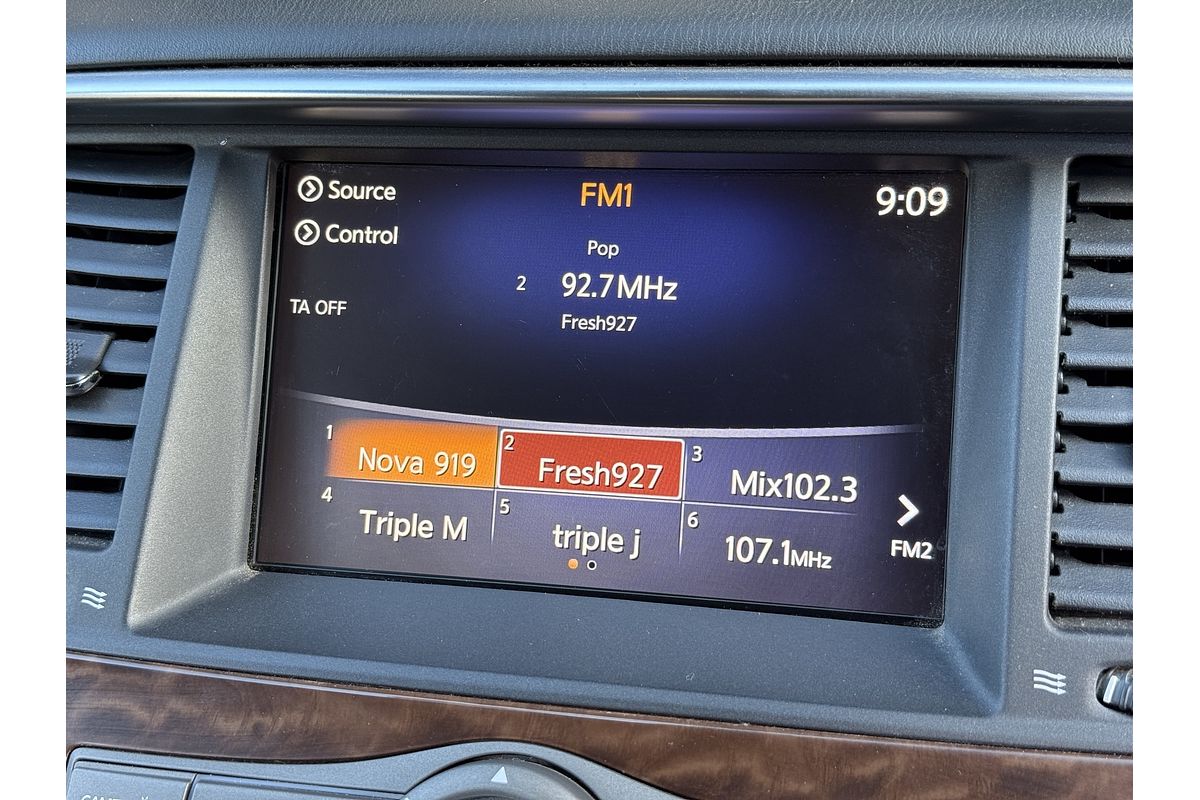 Source
FM1
9:09
Control
Pop
2 92.7MHz
TA OFF
Fresh927
1 Nova 919
2 Fresh927
3 Mix102.3
4 Triple M
5 triple j
6 107.1MHz
FM2